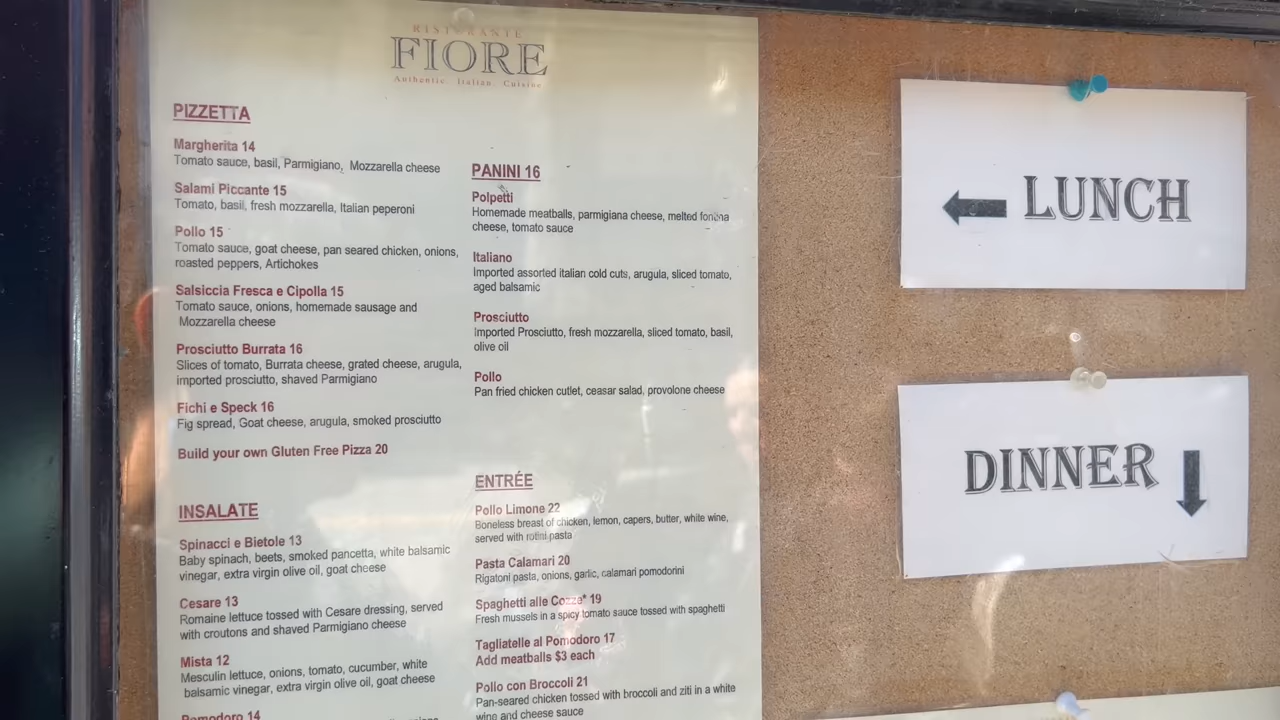 RISTORANTE
FIORE
Authentic Italian Cuisine
PIZZETTA
Margherita 14
Tomato sauce, basil, Parmigiano, Mozzarella cheese
Salami Piccante 15
Tomato, basil, fresh mozzarella, Italian peperoni
Pollo 15
Tomato sauce, goat cheese, pan seared chicken, onions,
roasted peppers, Artichokes
Salsiccia Fresca e Cipolla 15
Tomato sauce, onions, homemade sausage and
Mozzarella cheese
Prosciutto Burrata 16
Slices of tomato, Burrata cheese, grated cheese, arugula,
imported prosciutto, shaved Parmigiano
Fichi e Speck 16
Fig spread, Goat cheese, arugula, smoked prosciutto
Build your own Gluten Free Pizza 20
INSALATE
Spinacci e Bietole 13
Baby spinach, beets, smoked pancetta, white balsamic
vinegar, extra virgin olive oil, goat cheese
Cesare 13
Romaine lettuce tossed with Cesare dressing, served
with croutons and shaved Parmigiano cheese
Mista 12
Mesculin lettuce, onions, tomato, cucumber, white
balsamic vinegar, extra virgin olive oil, goat cheese
Pomodoro 14
PANINI 16
Polpetti
Homemade meatballs, parmigiana cheese, melted fontina
cheese, tomato sauce
Italiano
Imported assorted italian cold cuts, arugula, sliced tomato,
aged balsamic
Prosciutto
Imported Prosciutto, fresh mozzarella, sliced tomato, basil,
olive oil
Pollo
Pan fried chicken cutlet, ceasar salad, provolone cheese
ENTRÉE
Pollo Limone 22
Boneless breast of chicken, lemon, capers, butter, white wine,
served with rotini pasta
Pasta Calamari 20
Rigatoni pasta, onions, garlic, calamari pomodorini
Spaghetti alle Cozze* 19
Fresh mussels in a spicy tomato sauce tossed with spaghetti
Tagliatelle al Pomodoro 17
Add meatballs $3 each
Pollo con Broccoli 21
Pan-seared chicken tossed with broccoli and ziti in a white
wine and cheese sauce
LUNCH
DINNER